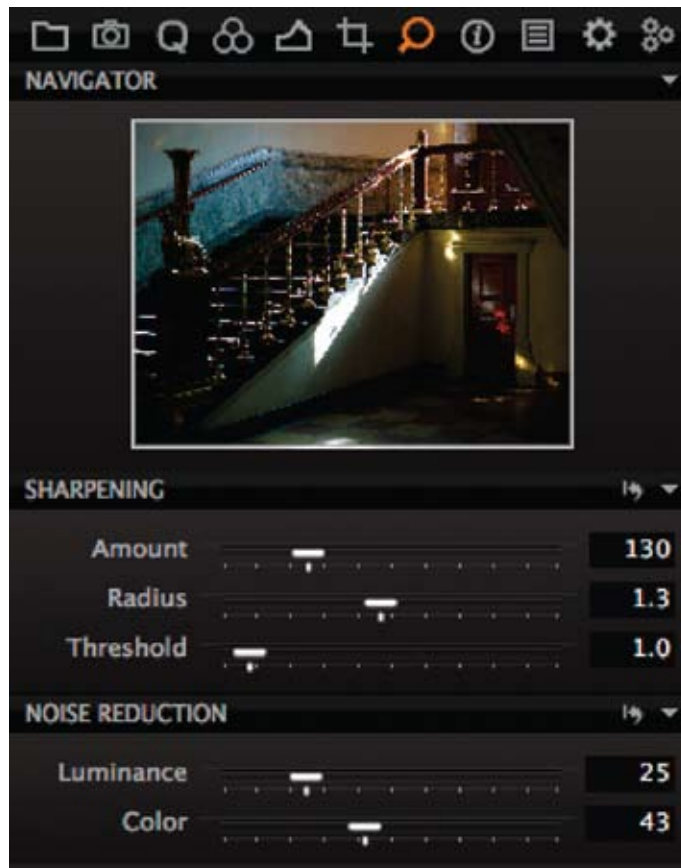 Q
NAVIGATOR
SHARPENING
Amount 130
Radius 1.3
Threshold 1.0
NOISE REDUCTION
Luminance 25
Color 43